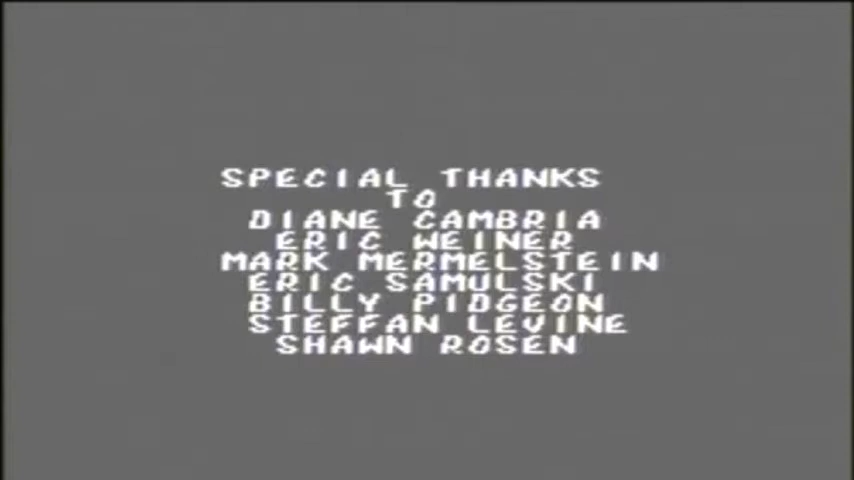 SPECIAL THANKS
TO
DIANE CAMBRIA
ERIC WEINER
MARK MERMELSTEIN
ERIC SAMULSKI
BILLY PIDGEON
STEFFAN LEVINE
SHAWN ROSEN